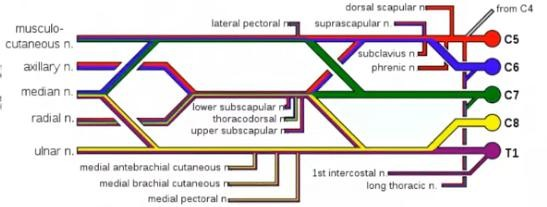 dorsal scapular n.
from C4
lateral pectoral n.
suprascapular n.
musculo-
cutaneous n.
C5
subclavius n.
axillary n.
phrenic n.
C6
median n.
C7
lower subscapular n.
thoracodorsal n.
radial n.
upper subscapular n.
C8
ulnar n.
T1
medial antebrachial cutaneous n.
1st intercostal n.
medial brachial cutaneous n.
long thoracic n.
medial pectoral n.